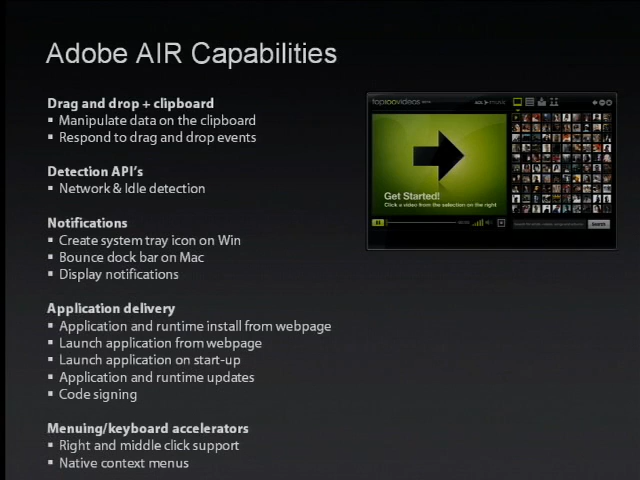 Adobe AIR Capabilities
Drag and drop + clipboard
▪ Manipulate data on the clipboard
▪ Respond to drag and drop events
Detection API's
▪ Network & Idle detection
Notifications
▪ Create system tray icon on Win
▪ Bounce dock bar on Mac
▪ Display notifications
Application delivery
▪ Application and runtime install from webpage
▪ Launch application from webpage
▪ Launch application on start-up
▪ Application and runtime updates
▪ Code signing
Menuing/keyboard accelerators
▪ Right and middle click support
▪ Native context menus
top100videos
AOL music
Get Started!
Click a video from the selection on the right